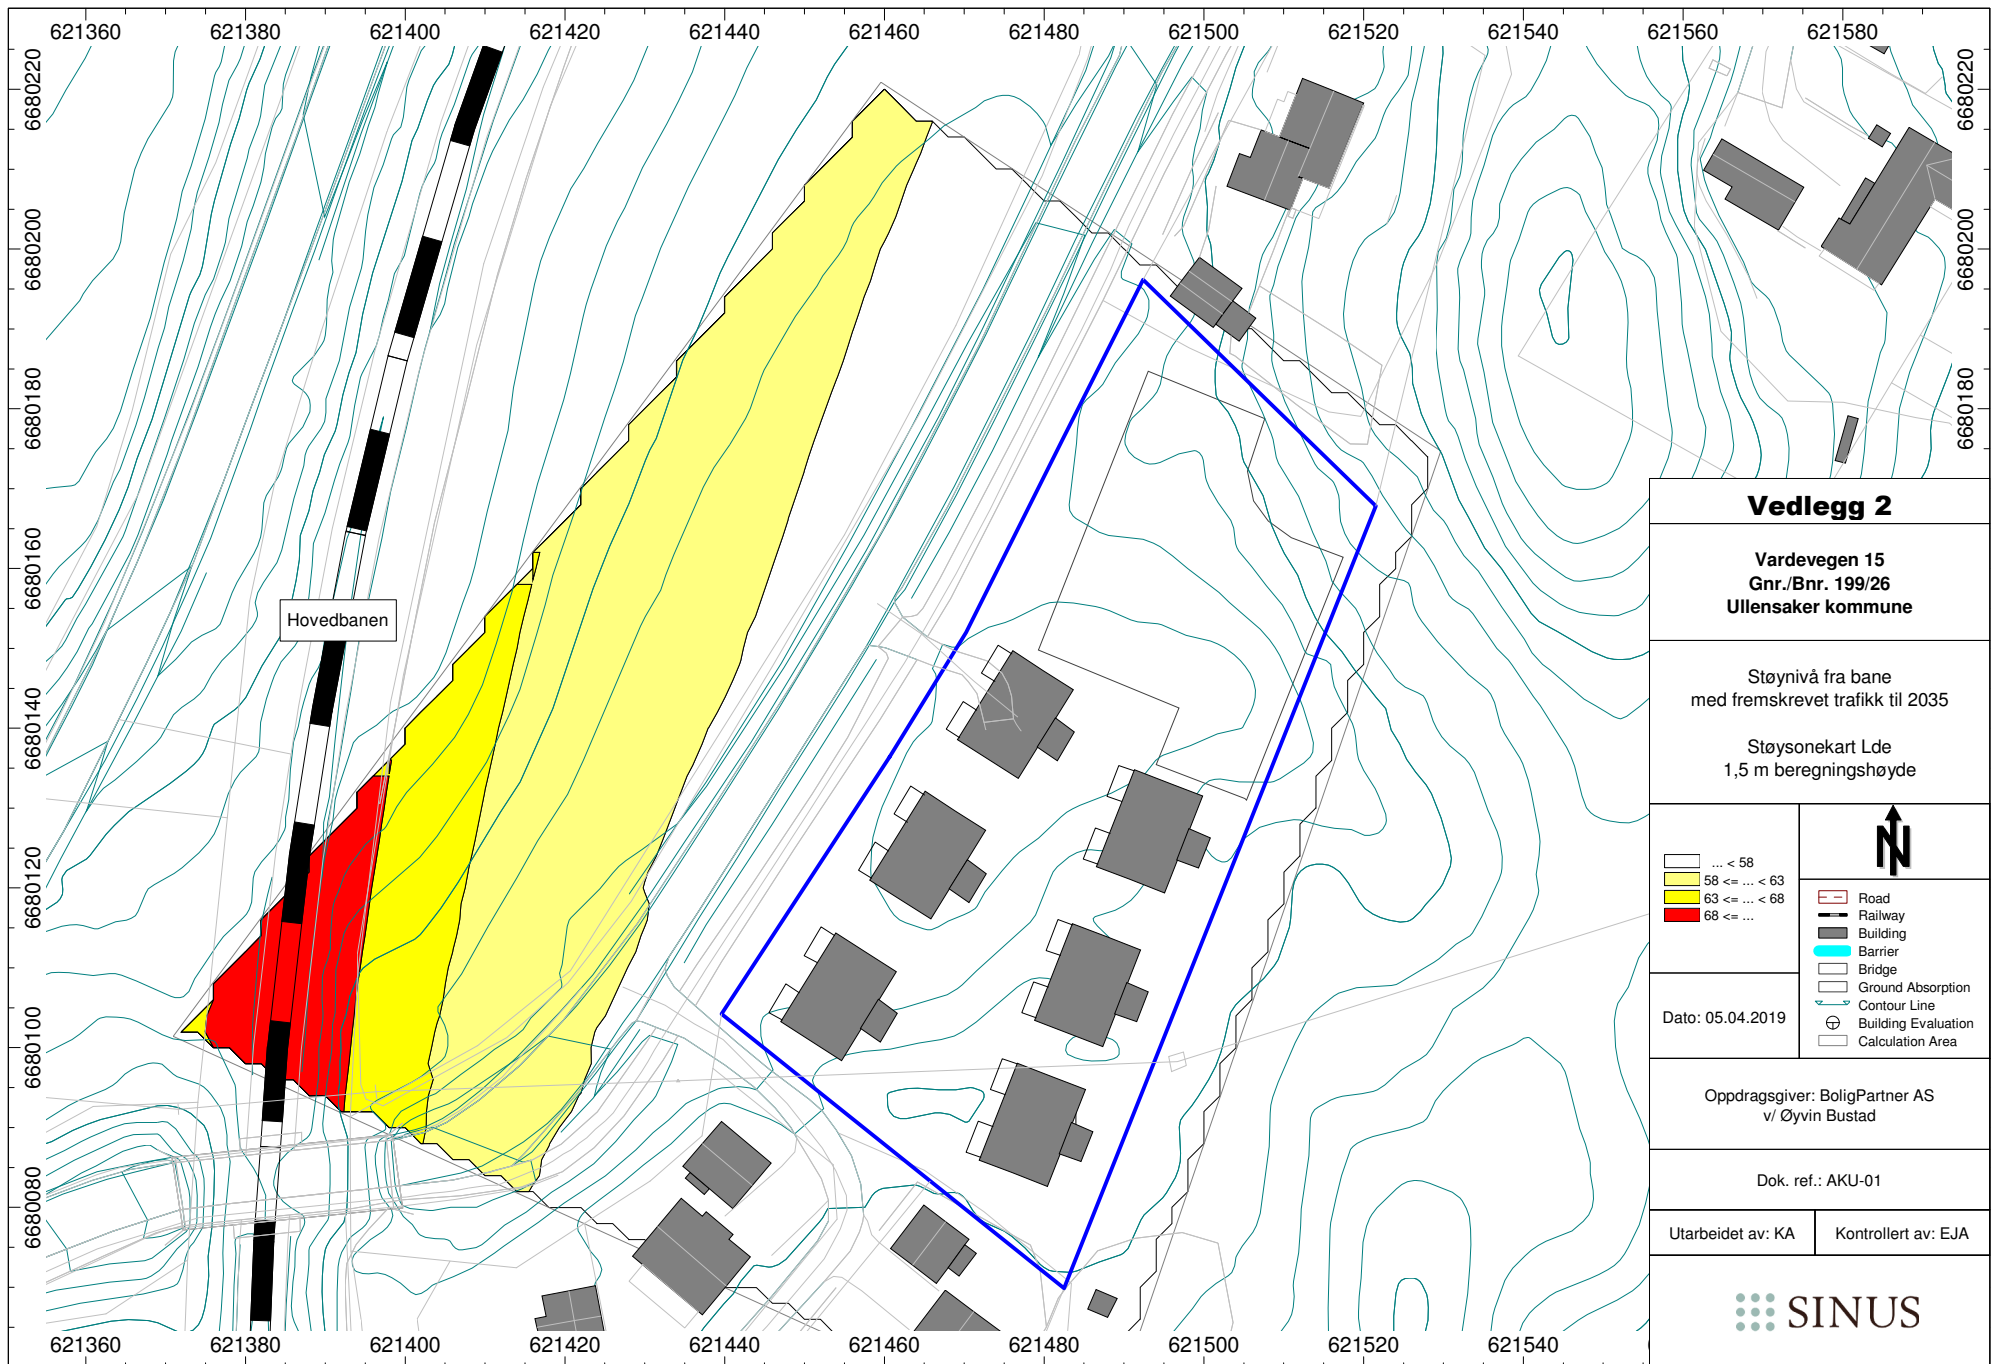 621360 621380 621400 621420 621440 621460 621480 621500 621520 621540 621560 621580
6680220 6680220
6680200 6680200
6680180 6680180
6680160
6680140
6680120
6680100
6680080
Hovedbanen
Vedlegg 2
Vardevegen 15
Gnr./Bnr. 199/26
Ullensaker kommune
Støynivå fra bane
med fremskrevet trafikk til 2035
Støysonekart Lde
1,5 m beregningshøyde
... < 58
58 <= ... < 63
63 <= ... < 68
68 <= ...
N
Road
Railway
Building
Barrier
Bridge
Ground Absorption
Contour Line
Building Evaluation
Calculation Area
Dato: 05.04.2019
Oppdragsgiver: BoligPartner AS
v/ Øyvin Bustad
Dok. ref.: AKU-01
Utarbeidet av: KA Kontrollert av: EJA
SINUS
621360 621380 621400 621420 621440 621460 621480 621500 621520 621540